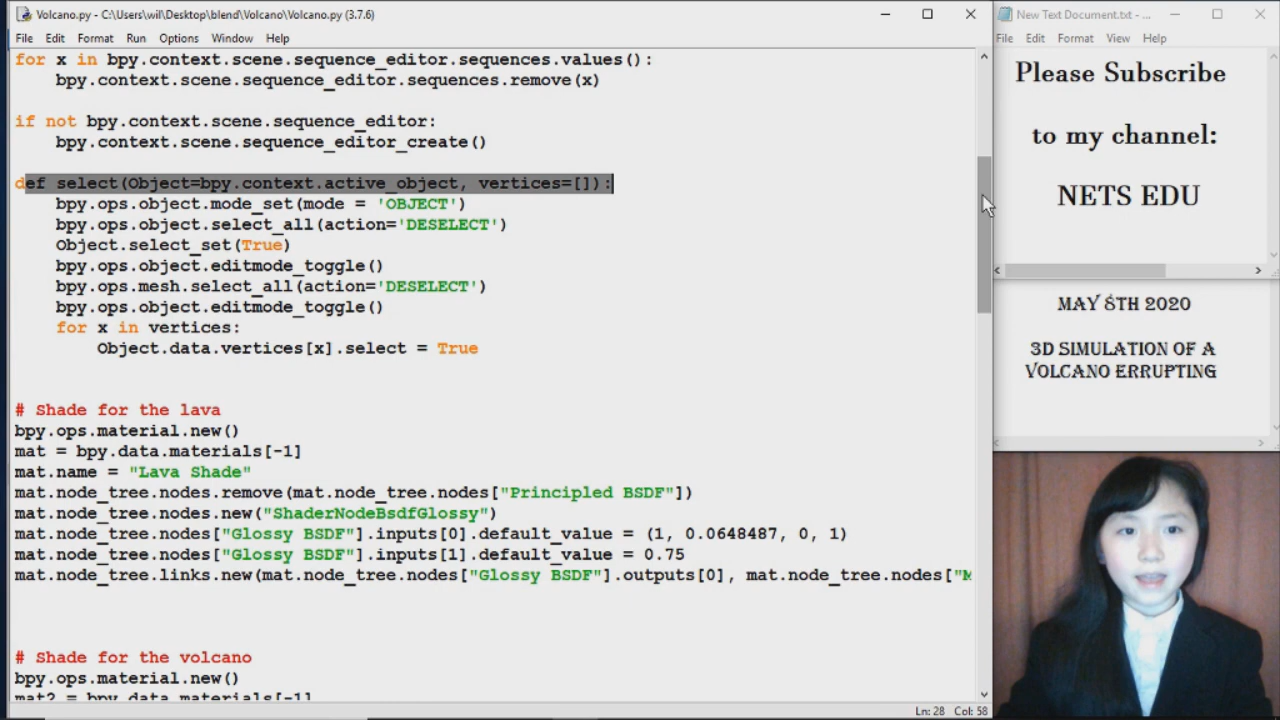 Volcano.py - C:\Users\wil\Desktop\blend\Volcano\Volcano.py (3.7.6)
File Edit Format Run Options Window Help
for x in bpy.context.scene.sequence_editor.sequences.values():
    bpy.context.scene.sequence_editor.sequences.remove(x)
if not bpy.context.scene.sequence_editor:
    bpy.context.scene.sequence_editor_create()
def select(Object=bpy.context.active_object, vertices=[]):
    bpy.ops.object.mode_set(mode = 'OBJECT')
    bpy.ops.object.select_all(action='DESELECT')
    Object.select_set(True)
    bpy.ops.object.editmode_toggle()
    bpy.ops.mesh.select_all(action='DESELECT')
    bpy.ops.object.editmode_toggle()
    for x in vertices:
        Object.data.vertices[x].select = True
# Shade for the lava
bpy.ops.material.new()
mat = bpy.data.materials[-1]
mat.name = "Lava Shade"
mat.node_tree.nodes.remove(mat.node_tree.nodes["Principled BSDF"])
mat.node_tree.nodes.new("ShaderNodeBsdfGlossy")
mat.node_tree.nodes["Glossy BSDF"].inputs[0].default_value = (1, 0.0648487, 0, 1)
mat.node_tree.nodes["Glossy BSDF"].inputs[1].default_value = 0.75
mat.node_tree.links.new(mat.node_tree.nodes["Glossy BSDF"].outputs[0], mat.node_tree.nodes["M
# Shade for the volcano
bpy.ops.material.new()
mat2 = bpy.data.materials[-1]
Ln: 28 Col: 58
New Text Document.txt - ...
File Edit Format View Help
Please Subscribe
to my channel:
NETS EDU
MAY 8TH 2020
3D SIMULATION OF A
VOLCANO ERRUPTING